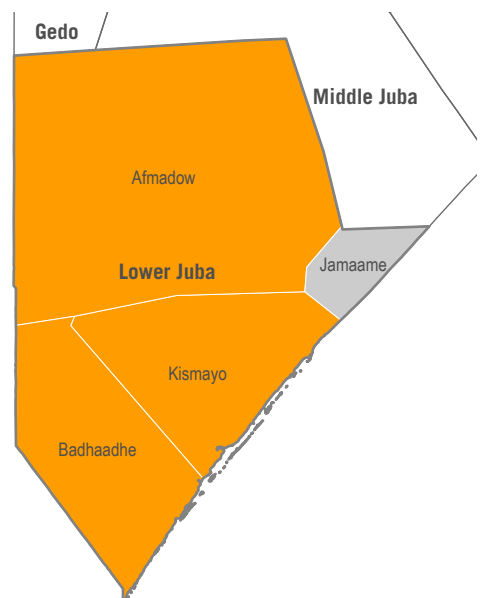 Gedo
Middle Juba
Afmadow
Lower Juba
Jamaame
Kismayo
Badhaadhe